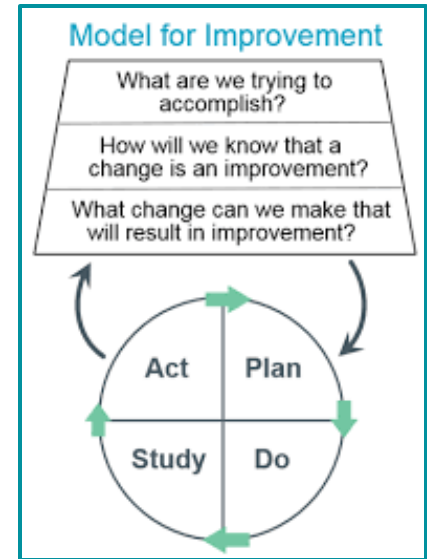 Model for Improvement
What are we trying to
accomplish?
How will we know that a
change is an improvement?
What change can we make that
will result in improvement?
Act
Plan
Study
Do